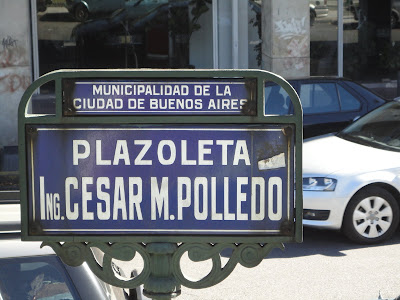 MUNICIPALIDAD DE LA
CIUDAD DE BUENOS AIRES
PLAZOLETA
ING. CESAR M. POLLEDO